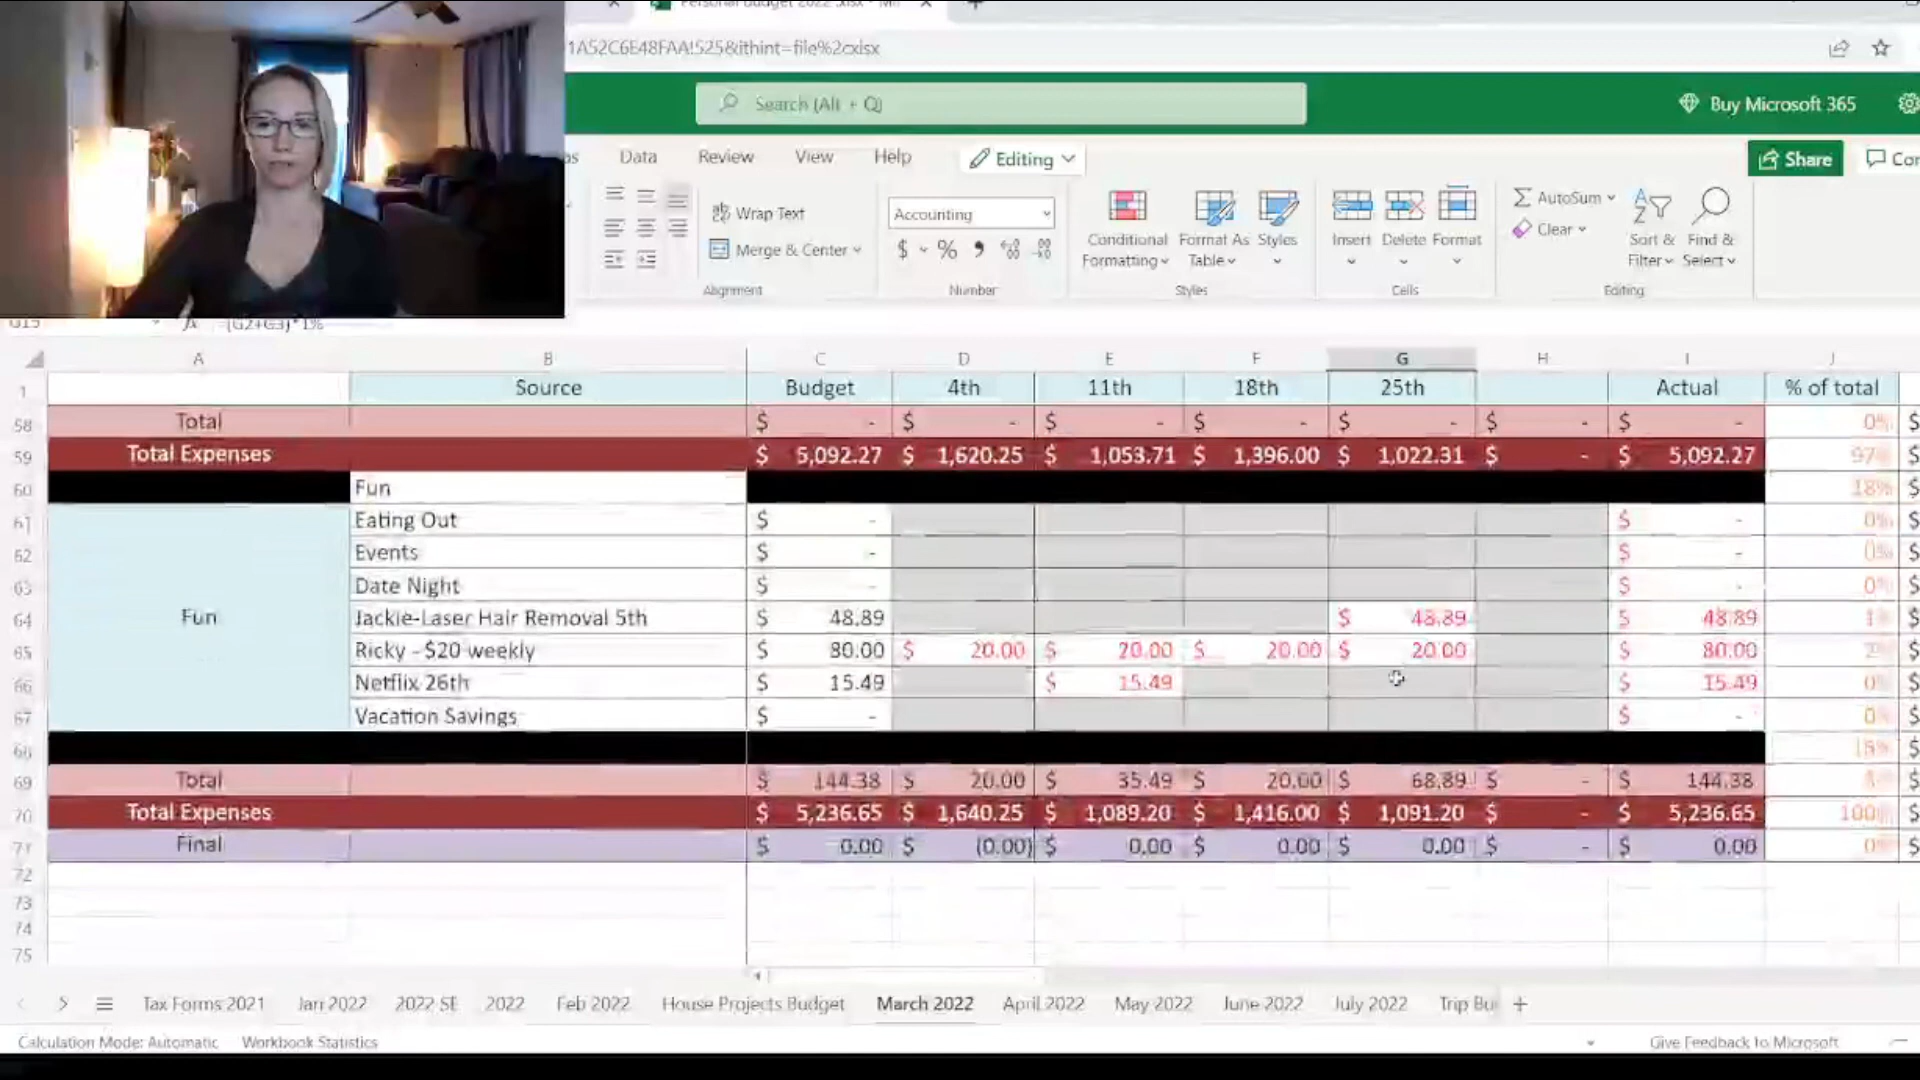 Personal Budget 2022 S.xlsx - Mi
1A52C6E48FAA!525&ithint=file%2cxlsx
Search (Alt + Q)
Buy Microsoft 365
Data Review View Help Editing
Share
Wrap Text
Merge & Center
Alignment
Accounting
$ %
Number
Conditional Formatting
Format As Table
Styles
Styles
Insert Delete Format
Cells
AutoSum
Clear
Sort & Filter
Find & Select
Editing
G15 fx =(G2+G3)*1%
A B C D E F G H I J
1 Source Budget 4th 11th 18th 25th Actual % of total
58 Total $ - $ - $ - $ - $ - $ - $ - 0% $
59 Total Expenses $ 5,092.27 $ 1,620.25 $ 1,053.71 $ 1,396.00 $ 1,022.31 $ - $ 5,092.27 97% $
60 Fun 18% $
61 Eating Out $ - $ - 0% $
62 Events $ - $ - 0% $
63 Date Night $ - $ - 0% $
64 Fun Jackie-Laser Hair Removal 5th $ 48.89 $ 48.89 $ 48.89 1% $
65 Ricky - $20 weekly $ 80.00 $ 20.00 $ 20.00 $ 20.00 $ 20.00 $ 80.00 2% $
66 Netflix 26th $ 15.49 $ 15.49 $ 15.49 0% $
67 Vacation Savings $ - $ - 0% $
68 $
69 Total $ 144.38 $ 20.00 $ 35.49 $ 20.00 $ 68.89 $ - $ 144.38 $
70 Total Expenses $ 5,236.65 $ 1,640.25 $ 1,089.20 $ 1,416.00 $ 1,091.20 $ - $ 5,236.65 100% $
71 Final $ 0.00 $ (0.00) $ 0.00 $ 0.00 $ 0.00 $ - $ 0.00 0% $
72
73
74
75
Tax Forms 2021 Jan 2022 2022 SE 2022 Feb 2022 House Projects Budget March 2022 April 2022 May 2022 June 2022 July 2022 Trip Bu +
Calculation Mode: Automatic Workbook Statistics Give Feedback to Microsoft